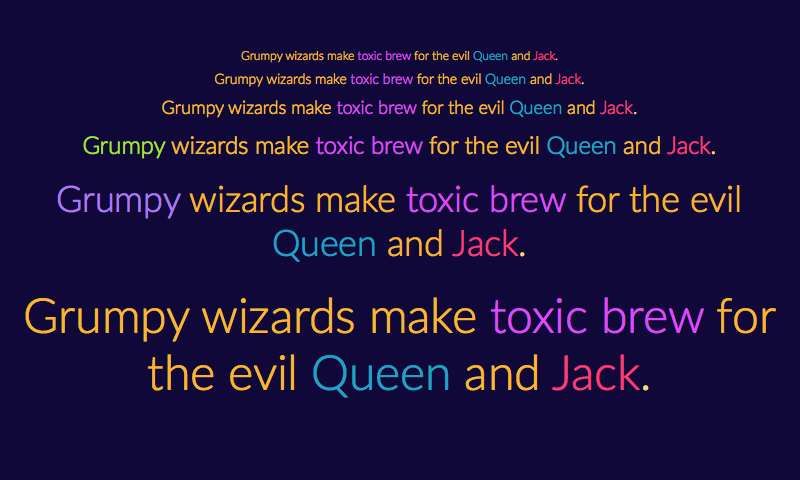 Grumpy wizards make toxic brew for the evil Queen and Jack.
Grumpy wizards make toxic brew for the evil Queen and Jack.
Grumpy wizards make toxic brew for the evil Queen and Jack.
Grumpy wizards make toxic brew for the evil Queen and Jack.
Grumpy wizards make toxic brew for the evil
Queen and Jack.
Grumpy wizards make toxic brew for
the evil Queen and Jack.